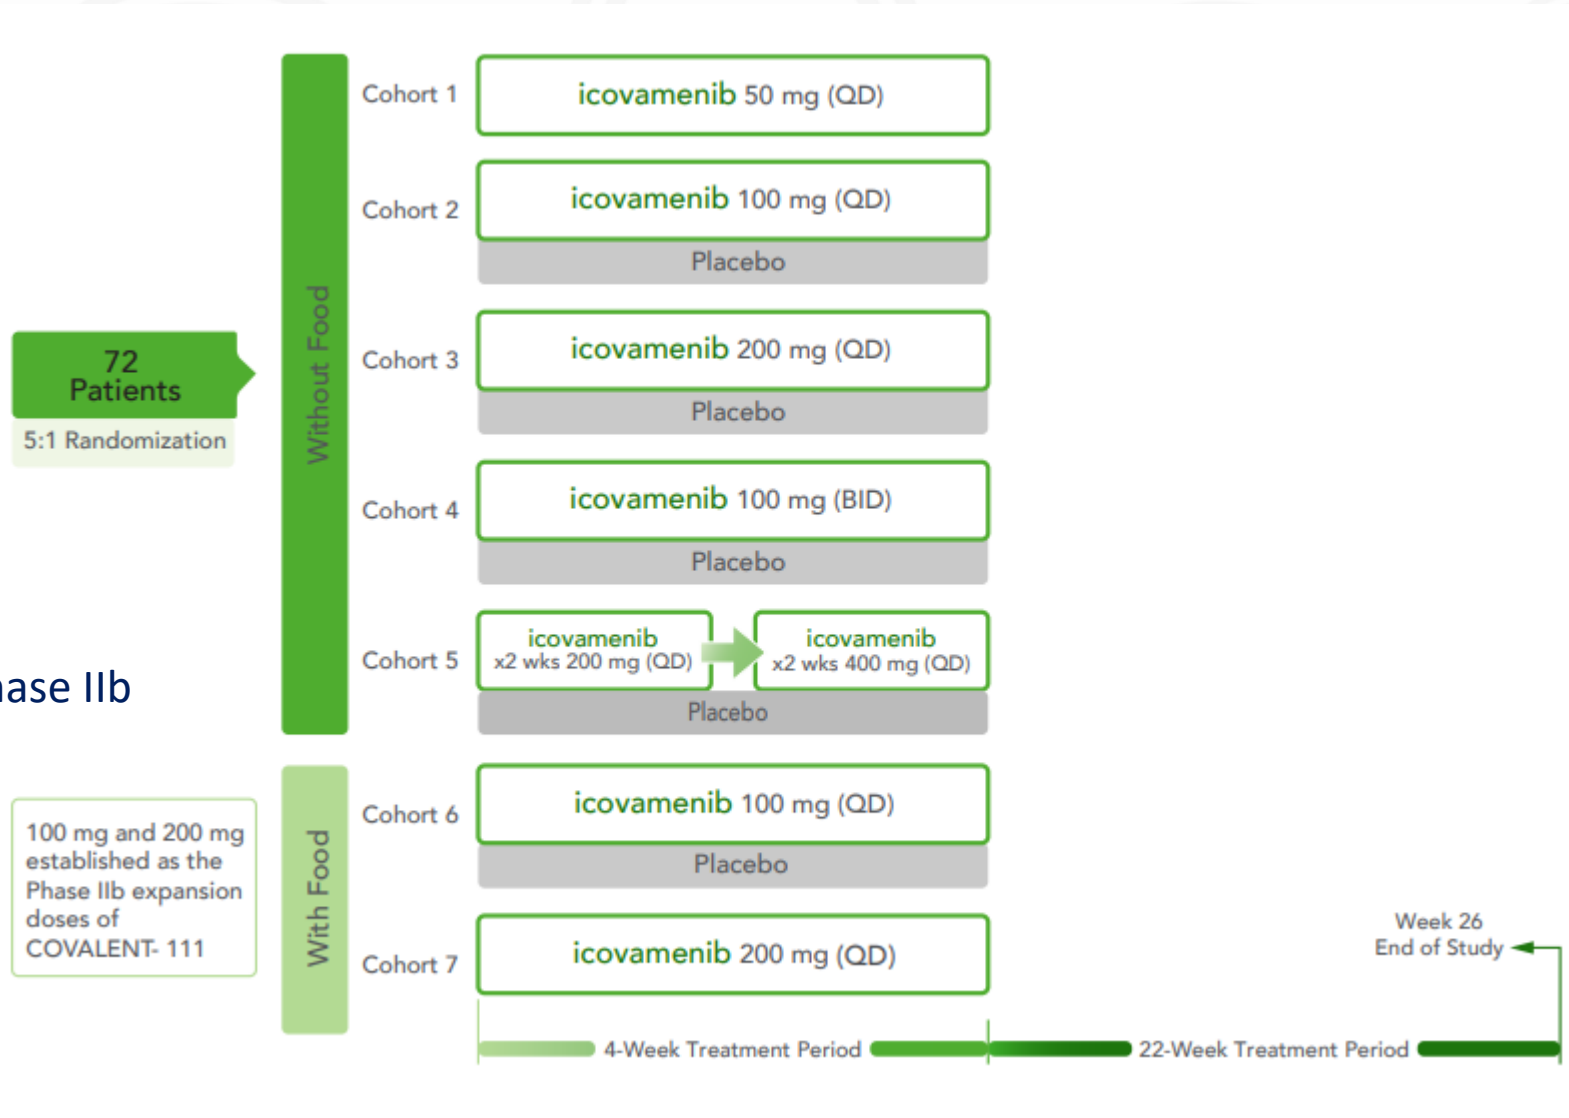 Cohort 1
icovamenib 50 mg (QD)
Cohort 2
icovamenib 100 mg (QD)
Placebo
72
Patients
5:1 Randomization
Without Food
Cohort 3
icovamenib 200 mg (QD)
Placebo
Cohort 4
icovamenib 100 mg (BID)
Placebo
Cohort 5
icovamenib
x2 wks 200 mg (QD)
icovamenib
x2 wks 400 mg (QD)
Placebo
IIb
100 mg and 200 mg
established as the
Phase IIb expansion
doses of
COVALENT- 111
With Food
Cohort 6
icovamenib 100 mg (QD)
Placebo
Cohort 7
icovamenib 200 mg (QD)
Week 26
End of Study
4-Week Treatment Period
22-Week Treatment Period